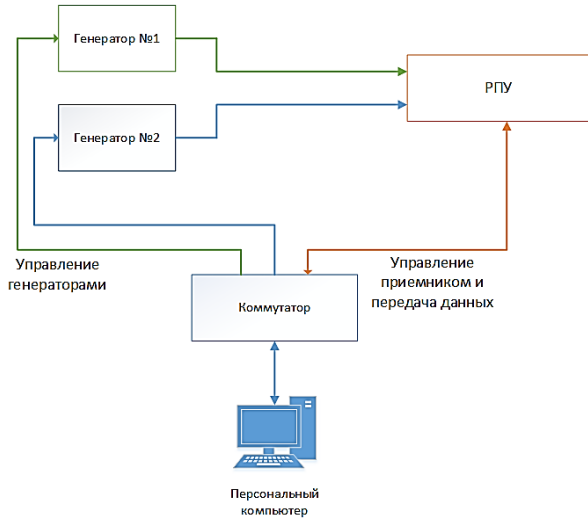 Генератор №1
РПУ
Генератор №2
Управление
генераторами
Управление
приемником и
передача данных
Коммутатор
Персональный
компьютер